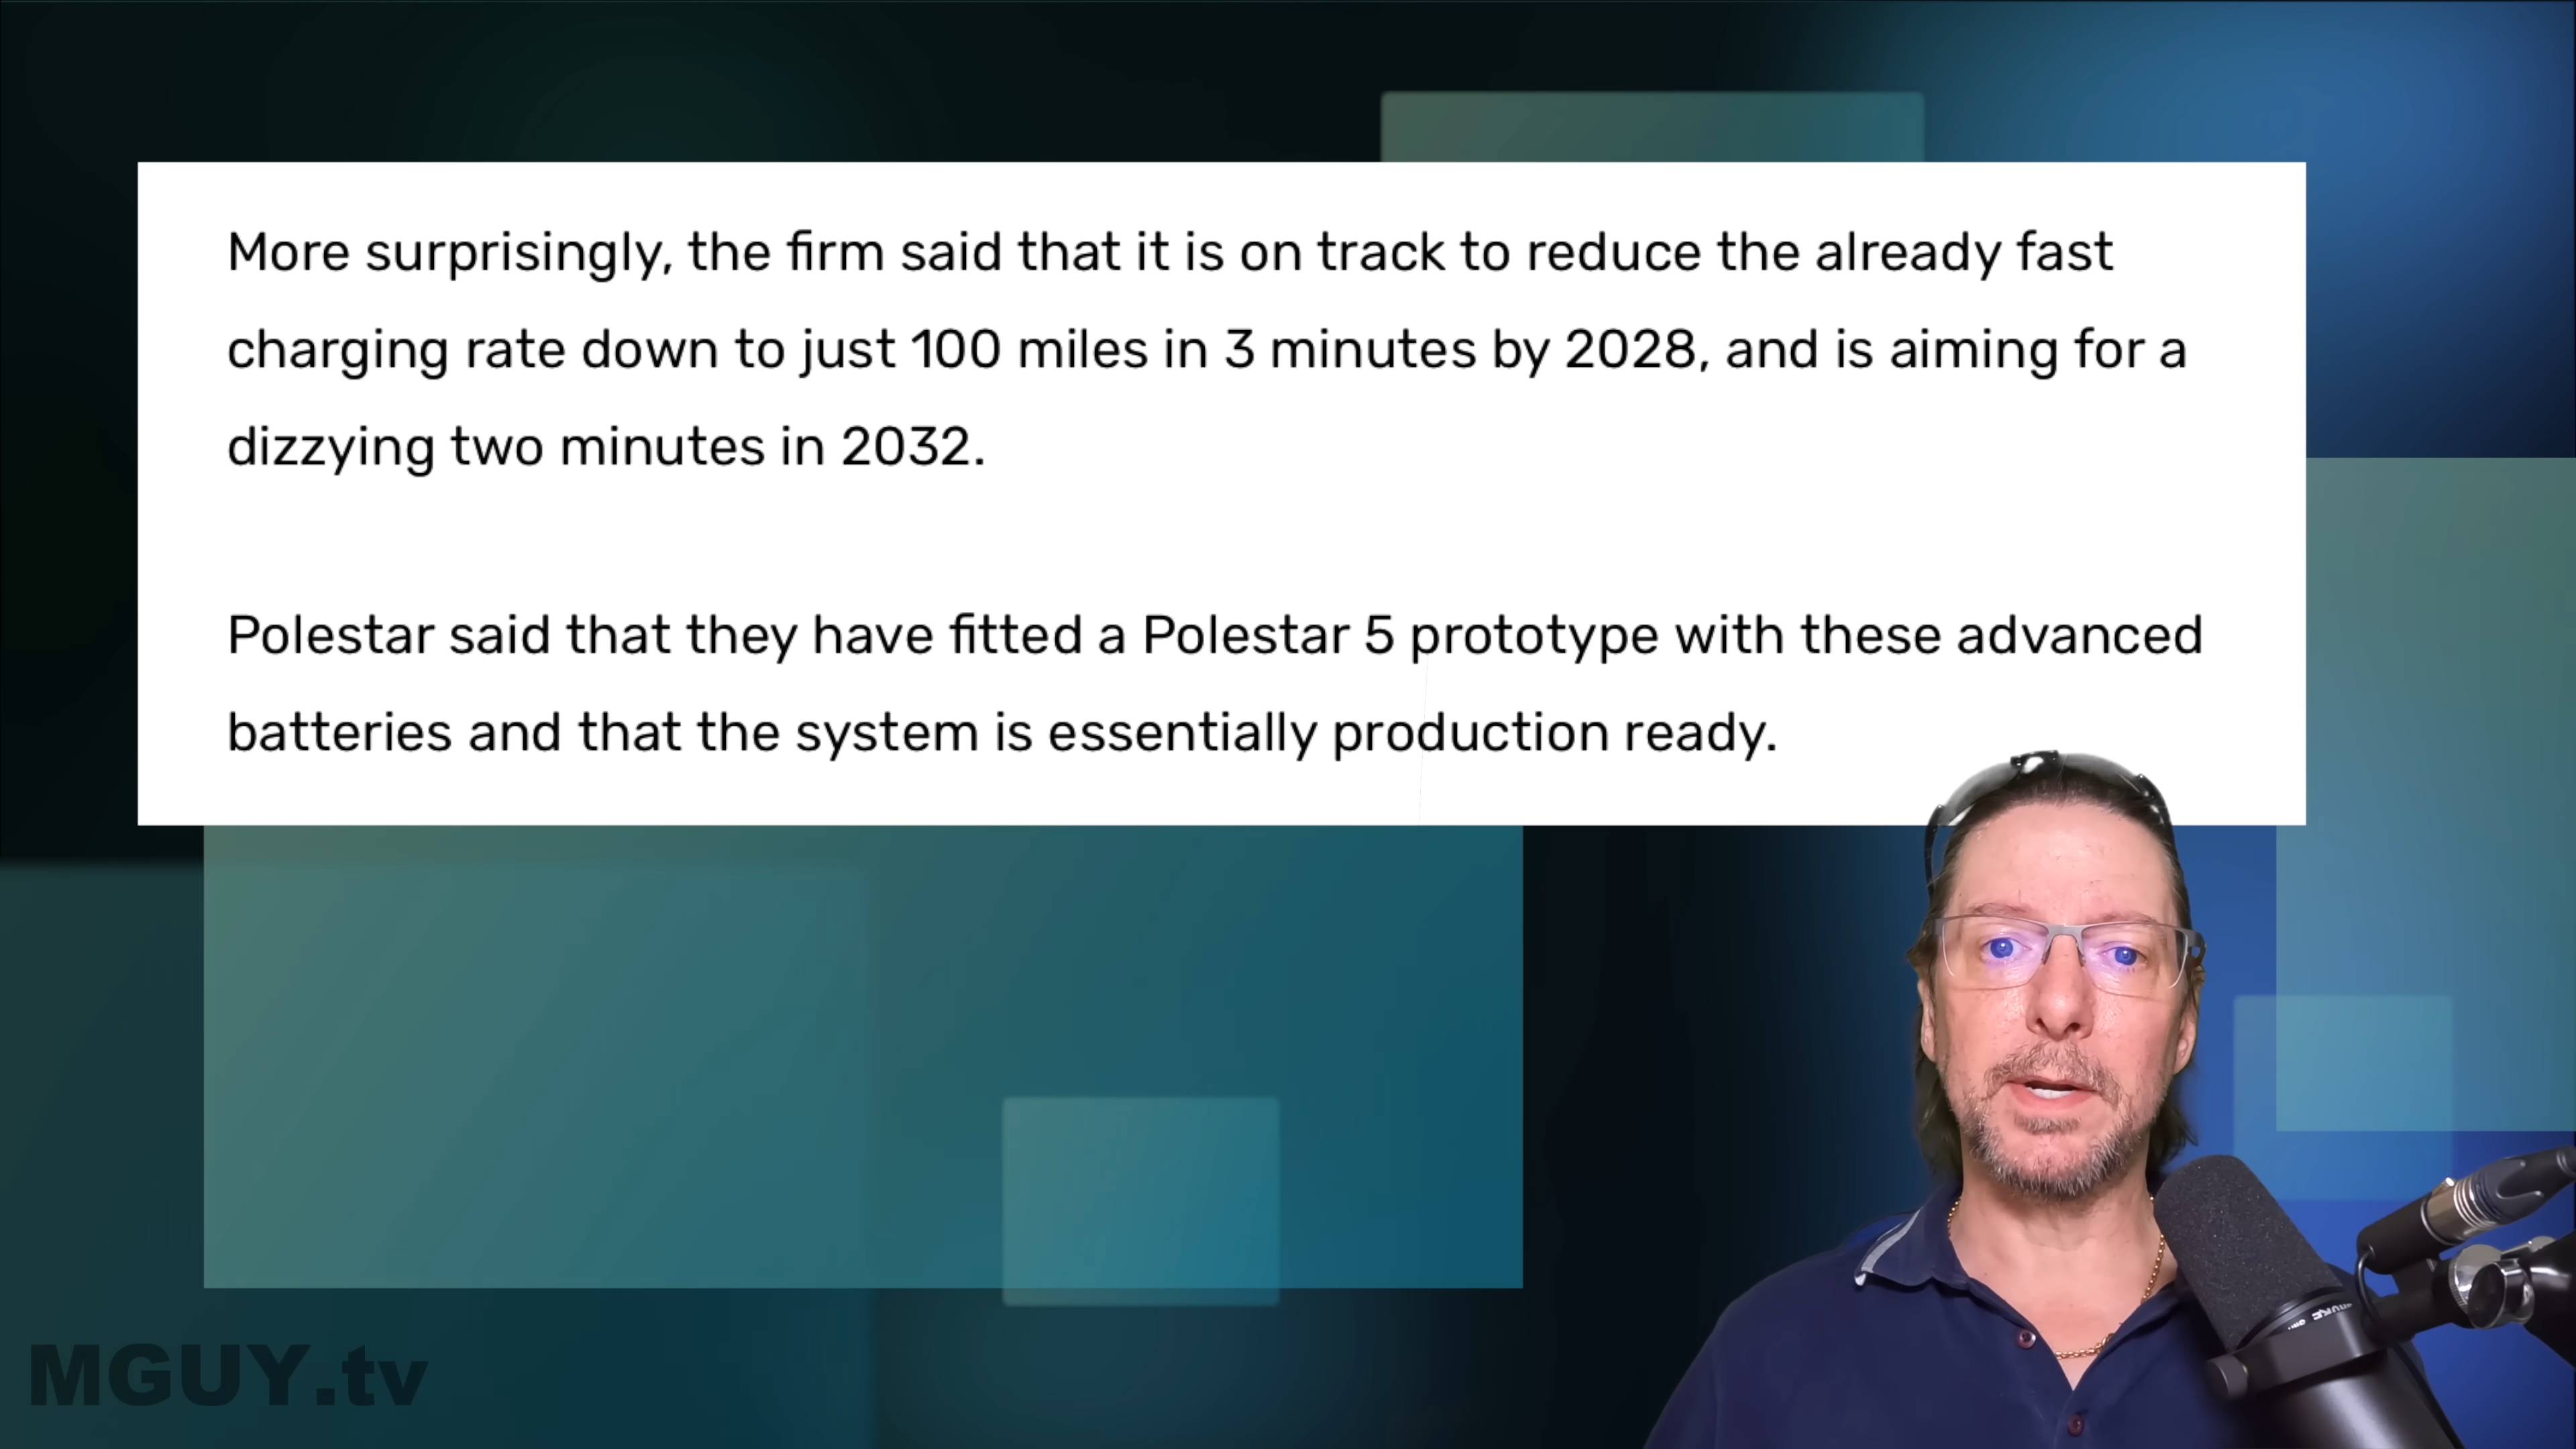 More surprisingly, the firm said that it is on track to reduce the already fast
charging rate down to just 100 miles in 3 minutes by 2028, and is aiming for a
dizzying two minutes in 2032.
Polestar said that they have fitted a Polestar 5 prototype with these advanced
batteries and that the system is essentially production ready.
MGUY.tv